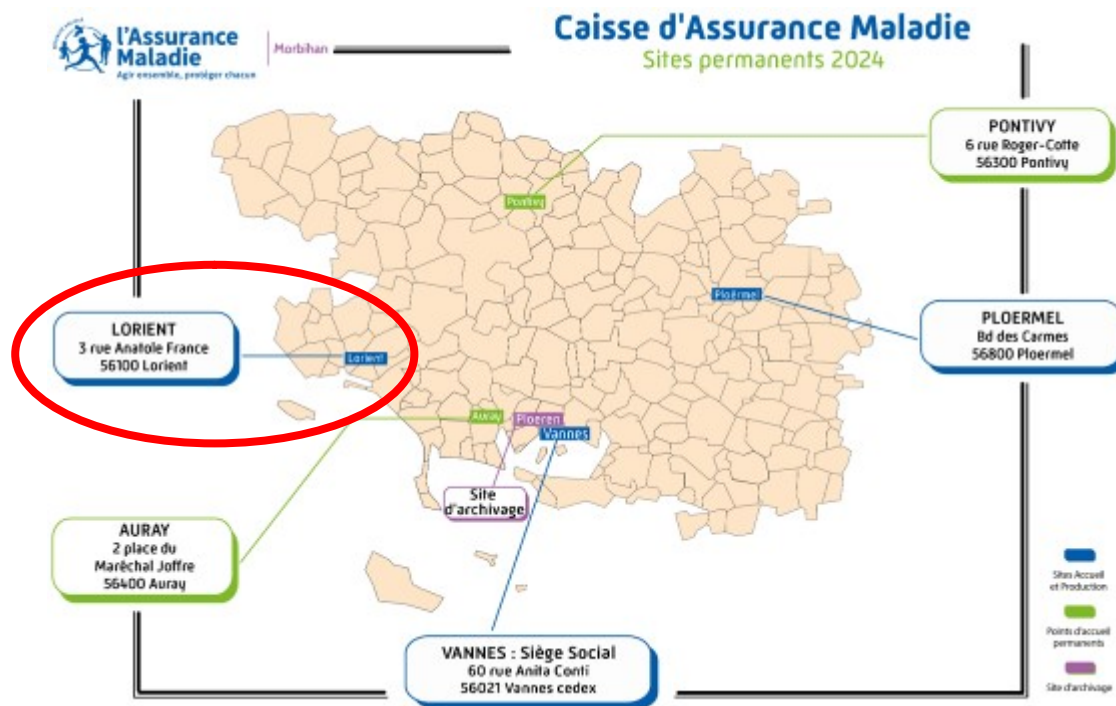 l'Assurance
Maladie
Agir ensemble, protéger chacun
Morbihan
Caisse d'Assurance Maladie
Sites permanents 2024
PONTIVY
6 rue Roger-Cotte
56300 Pontivy
Pontivy
Ploërmel
LORIENT
3 rue Anatole France
56100 Lorient
Lorient
PLOERMEL
Bd des Carmes
56800 Ploermel
Auray
Ploeren
Vannes
Site
d'archivage
AURAY
2 place du
Maréchal Joffre
56400 Auray
Sites Accueil
et Production
Points d'accueil
permanents
Site d'archivage
VANNES : Siège Social
60 rue Anita Conti
56021 Vannes cedex